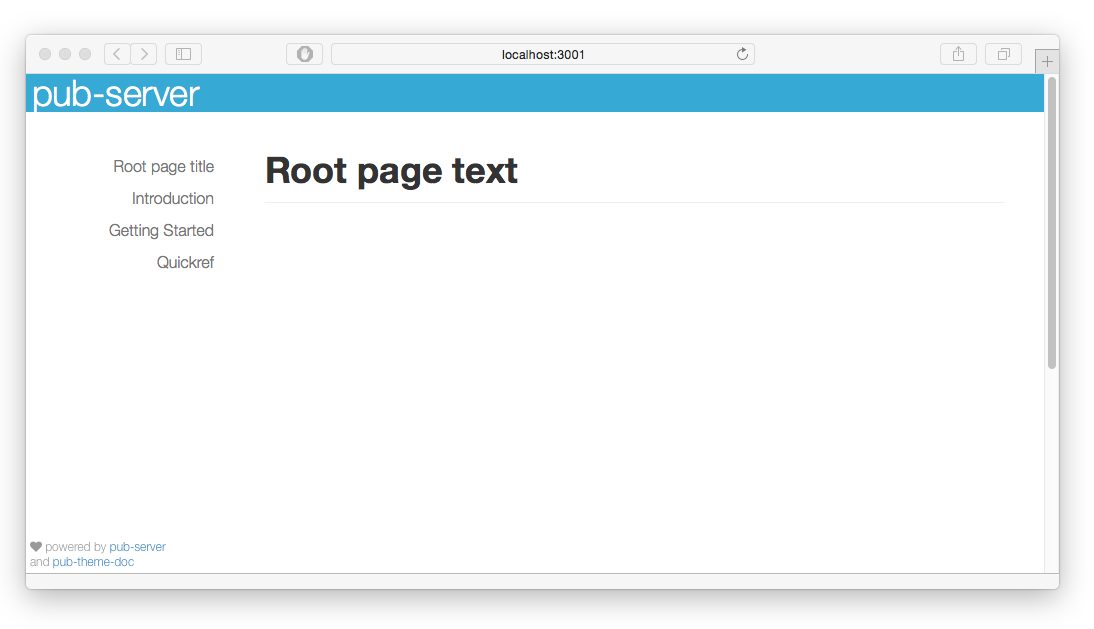 localhost:3001
pub-server
Root page title
Introduction
Getting Started
Quickref
Root page text
powered by pub-server
and pub-theme-doc